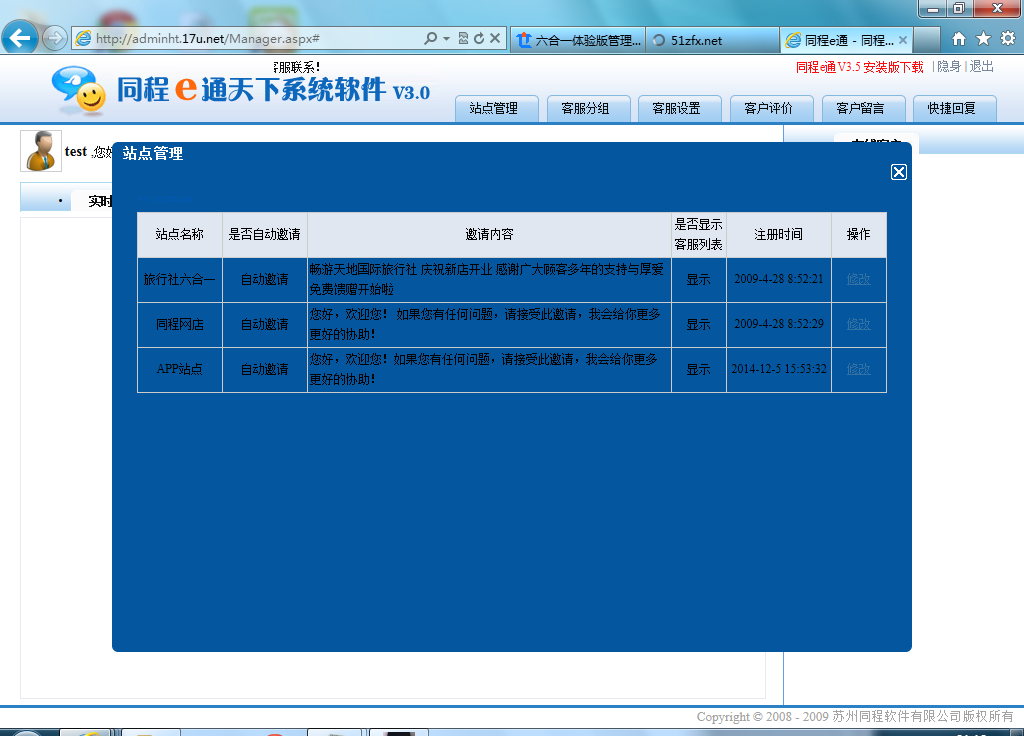 http://adminht.17u.net/Manager.aspx#
六合一体验版管理...
51zfx.net
同程e通 - 同程...
客服联系!
同程e通V3.5安装版下载 | 隐身 | 退出
同程e通天下系统软件 V3.0
站点管理 客服分组 客服设置 客户评价 客户留言 快捷回复
test ,您好
站点管理
实时
站点名称 是否自动邀请 邀请内容 是否显示客服列表 注册时间 操作
旅行社六合一 自动邀请 畅游天地国际旅行社 庆祝新店开业 感谢广大顾客多年的支持与厚爱 显示 2009-4-28 8:52:21 修改
免费馈赠开始啦
同程网店 自动邀请 您好，欢迎您！如果您有任何问题，请接受此邀请，我会给你更多 显示 2009-4-28 8:52:29 修改
更好的协助！
APP站点 自动邀请 您好，欢迎您！如果您有任何问题，请接受此邀请，我会给你更多 显示 2014-12-5 15:53:32 修改
更好的协助！
Copyright © 2008 - 2009 苏州同程软件有限公司版权所有